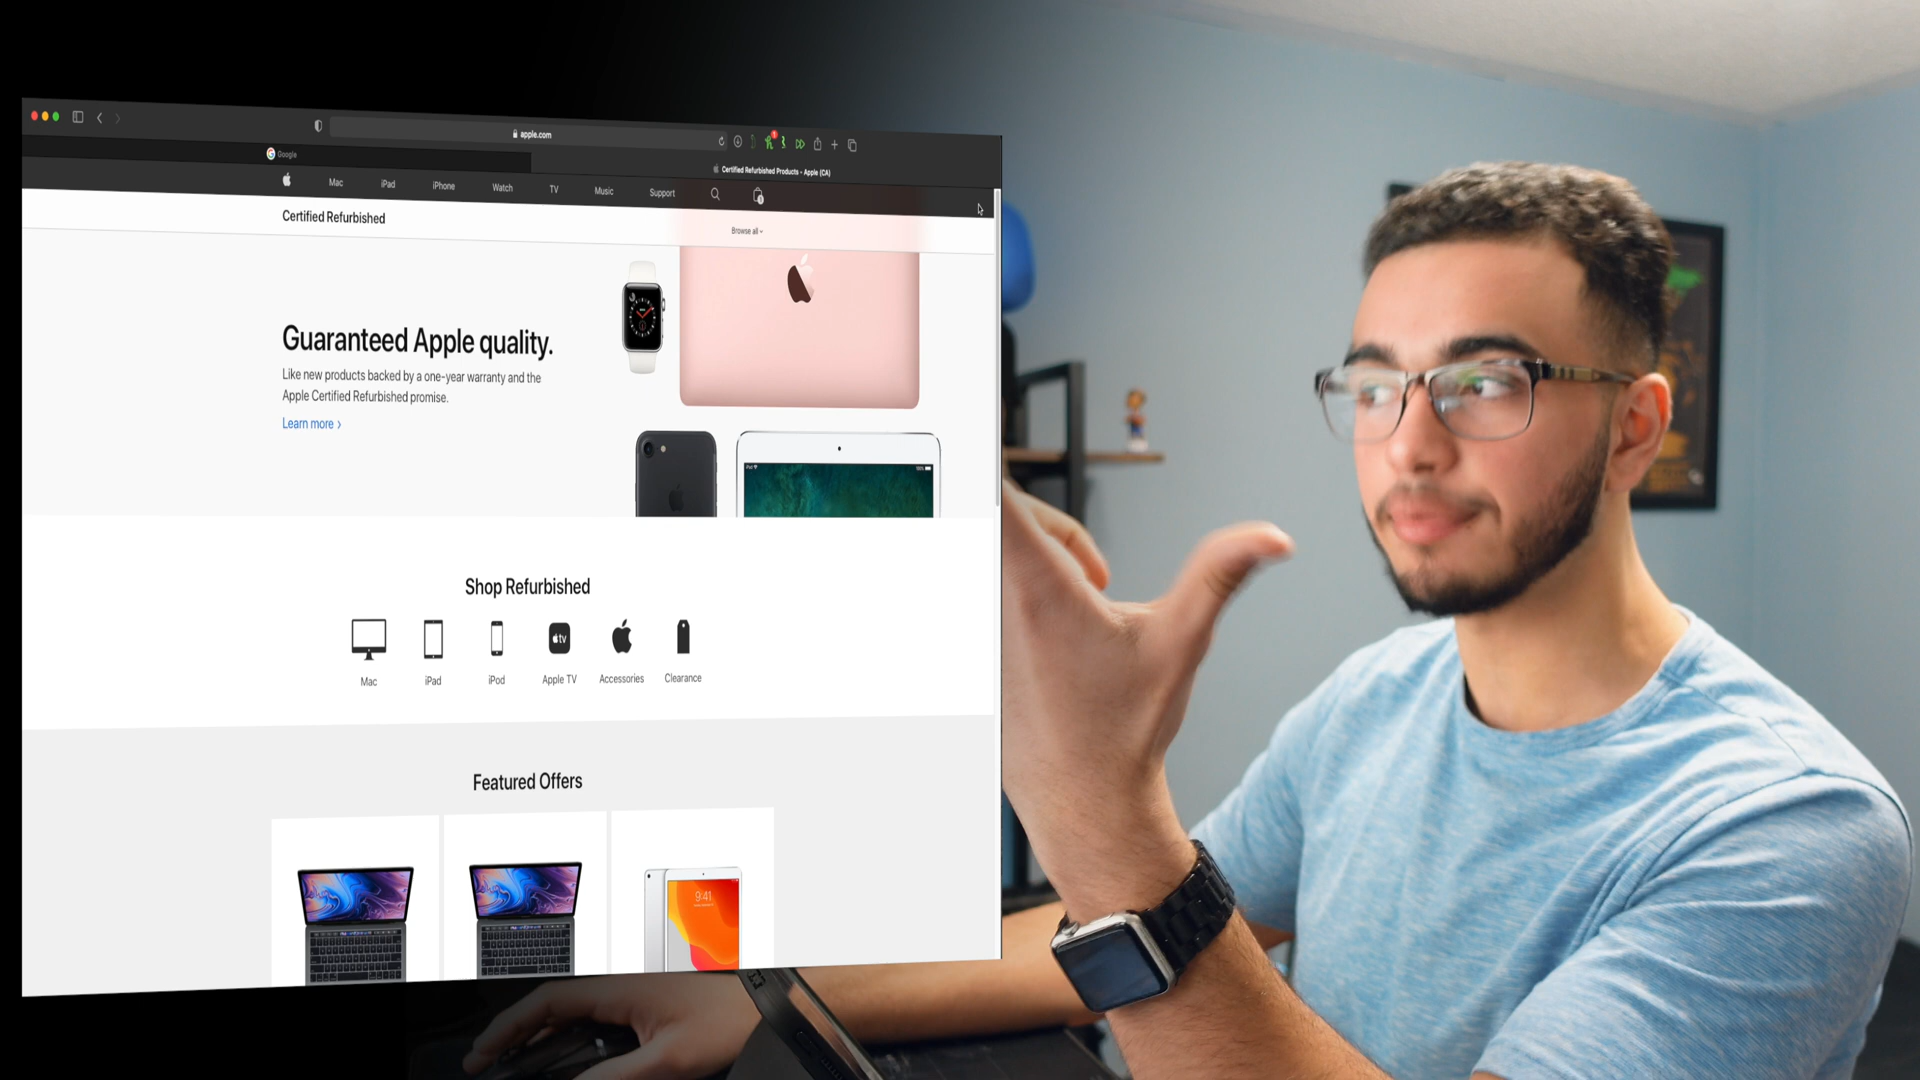 apple.com
Google
Certified Refurbished Products - Apple (CA)
Mac
iPad
iPhone
Watch
TV
Music
Support
Certified Refurbished
Browse all
Guaranteed Apple quality.
Like new products backed by a one-year warranty and the
Apple Certified Refurbished promise.
Learn more >
Shop Refurbished
tv
Mac
iPad
iPod
Apple TV
Accessories
Clearance
Featured Offers
9:41